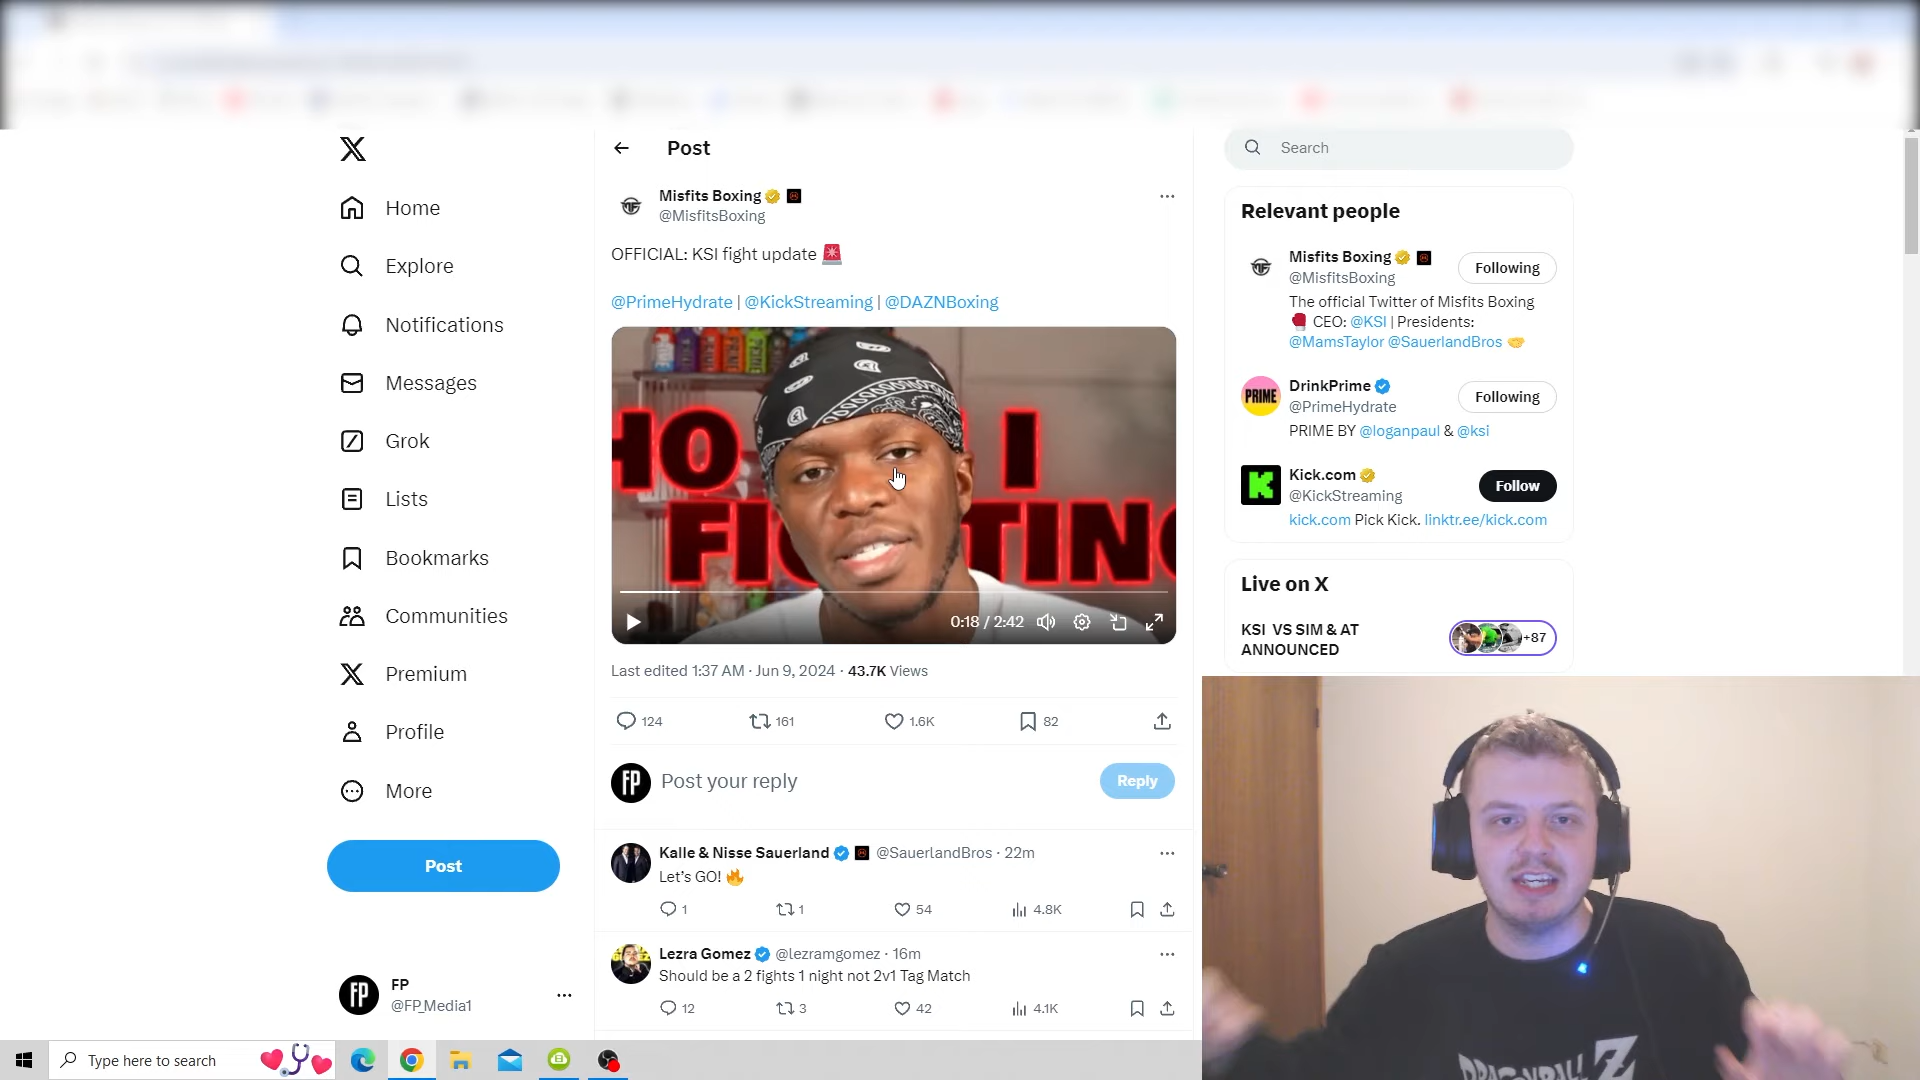 Home
Explore
Notifications
Messages
Grok
Lists
Bookmarks
Communities
Premium
Profile
More
Post
FP
@FP_Media1
Post
Misfits Boxing
@MisfitsBoxing
OFFICIAL: KSI fight update
@PrimeHydrate | @KickStreaming | @DAZNBoxing
I
FIGHTING
0:18 / 2:42
Last edited 1:37 AM · Jun 9, 2024 · 43.7K Views
124
161
1.6K
82
FP
Post your reply
Reply
Kalle & Nisse Sauerland @SauerlandBros · 22m
Let's GO!
1
1
54
4.8K
Lezra Gomez @lezramgomez · 16m
Should be a 2 fights 1 night not 2v1 Tag Match
12
3
42
4.1K
Search
Relevant people
Misfits Boxing
@MisfitsBoxing
Following
The official Twitter of Misfits Boxing
CEO: @KSI | Presidents:
@MamsTaylor @SauerlandBros
PRIME
DrinkPrime
@PrimeHydrate
Following
PRIME BY @loganpaul & @ksi
K
Kick.com
@KickStreaming
Follow
kick.com Pick Kick. linktr.ee/kick.com
Live on X
KSI VS SIM & AT
ANNOUNCED
+87
DRAGONBALL Z
Type here to search